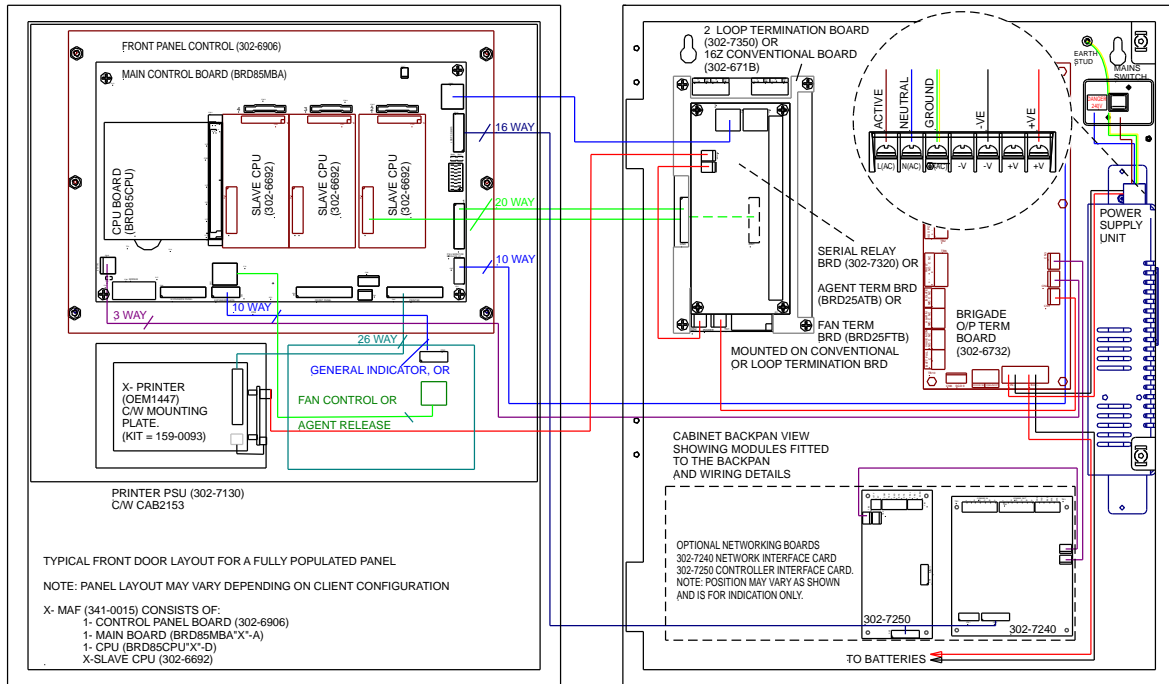 FRONT PANEL CONTROL (302-6906)
MAIN CONTROL BOARD (BRD85MBA)
CPU BOARD
(BRD85CPU)
SLAVE CPU
(302-6692)
SLAVE CPU
(302-6692)
SLAVE CPU
(302-6692)
16 WAY
20 WAY
10 WAY
10 WAY
3 WAY
26 WAY
GENERAL INDICATOR, OR
FAN CONTROL OR
AGENT RELEASE
X- PRINTER
(OEM1447)
C/W MOUNTING
PLATE.
(KIT = 159-0093)
PRINTER PSU (302-7130)
C/W CAB2153
TYPICAL FRONT DOOR LAYOUT FOR A FULLY POPULATED PANEL
NOTE: PANEL LAYOUT MAY VARY DEPENDING ON CLIENT CONFIGURATION
X- MAF (341-0015) CONSISTS OF:
1- CONTROL PANEL BOARD (302-6906)
1- MAIN BOARD (BRD85MBA"X"-A)
1- CPU (BRD85CPU"X"-D)
X-SLAVE CPU (302-6692)
2 LOOP TERMINATION BOARD
(302-7350) OR
16Z CONVENTIONAL BOARD
(302-671B)
ACTIVE
NEUTRAL
GROUND
-VE
+VE
L(AC)
N(AC)
-V
-V
+V
+V
EARTH
STUD
MAINS
SWITCH
DANGER
240V
POWER
SUPPLY
UNIT
SERIAL RELAY
BRD (302-7320) OR
AGENT TERM BRD
(BRD25ATB) OR
FAN TERM
BRD (BRD25FTB)
MOUNTED ON CONVENTIONAL
OR LOOP TERMINATION BRD
BRIGADE
O/P TERM
BOARD
(302-6732)
CABINET BACKPAN VIEW
SHOWING MODULES FITTED
TO THE BACKPAN
AND WIRING DETAILS
OPTIONAL NETWORKING BOARDS
302-7240 NETWORK INTERFACE CARD
302-7250 CONTROLLER INTERFACE CARD.
NOTE: POSITION MAY VARY AS SHOWN
AND IS FOR INDICATION ONLY.
302-7250
302-7240
TO BATTERIES